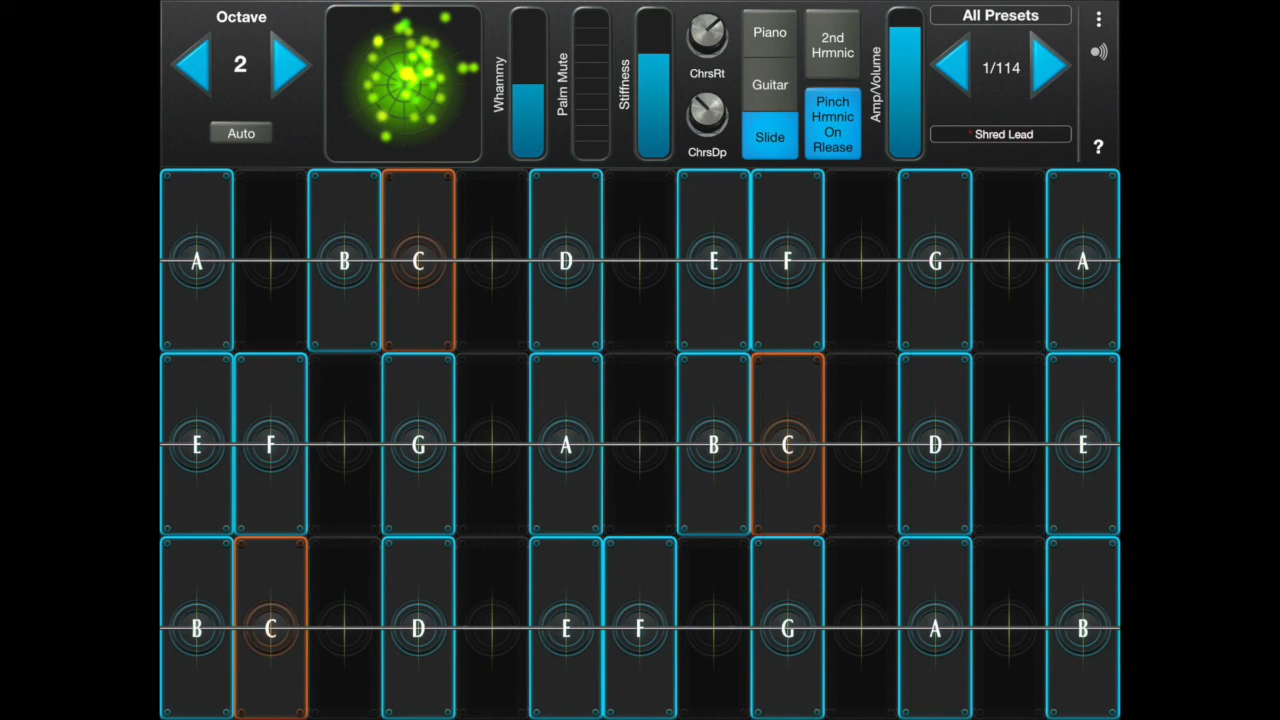 Octave
2
Auto
Whammy
Palm Mute
Stiffness
ChrsRt
ChrsDp
Piano
Guitar
Slide
2nd
Hrmnic
Pinch
Hrmnic
On
Rlease
Amp/Volume
All Presets
1/114
* Shred Lead
?
A B C D E F G A
E F G A B C D E
B C D E F G A B